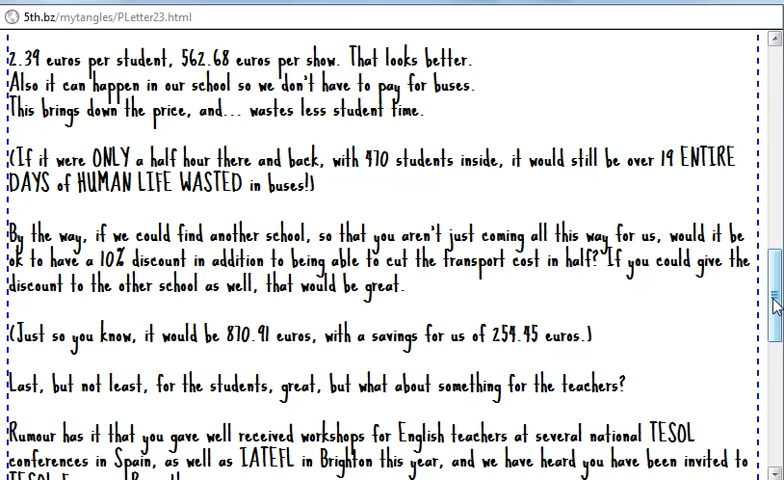 5th.bz/mytangles/PLetter23.html
2.39 euros per student, 562.68 euros per show. That looks better.
Also it can happen in our school so we don't have to pay for buses.
This brings down the price, and... wastes less student time.
(If it were ONLY a half hour there and back, with 470 students inside, it would still be over 19 ENTIRE
DAYS of HUMAN LIFE WASTED in buses!)
By the way, if we could find another school, so that you aren't just coming all this way for us, would it be
ok to have a 10% discount in addition to being able to cut the transport cost in half? If you could give the
discount to the other school as well, that would be great.
(Just so you know, it would be 870.91 euros, with a savings for us of 254.45 euros.)
Last, but not least, for the students, great, but what about something for the teachers?
Rumour has it that you gave well received workshops for English teachers at several national TESOL
conferences in Spain, as well as IATEFL in Brighton this year, and we have heard you have been invited to
TESOL